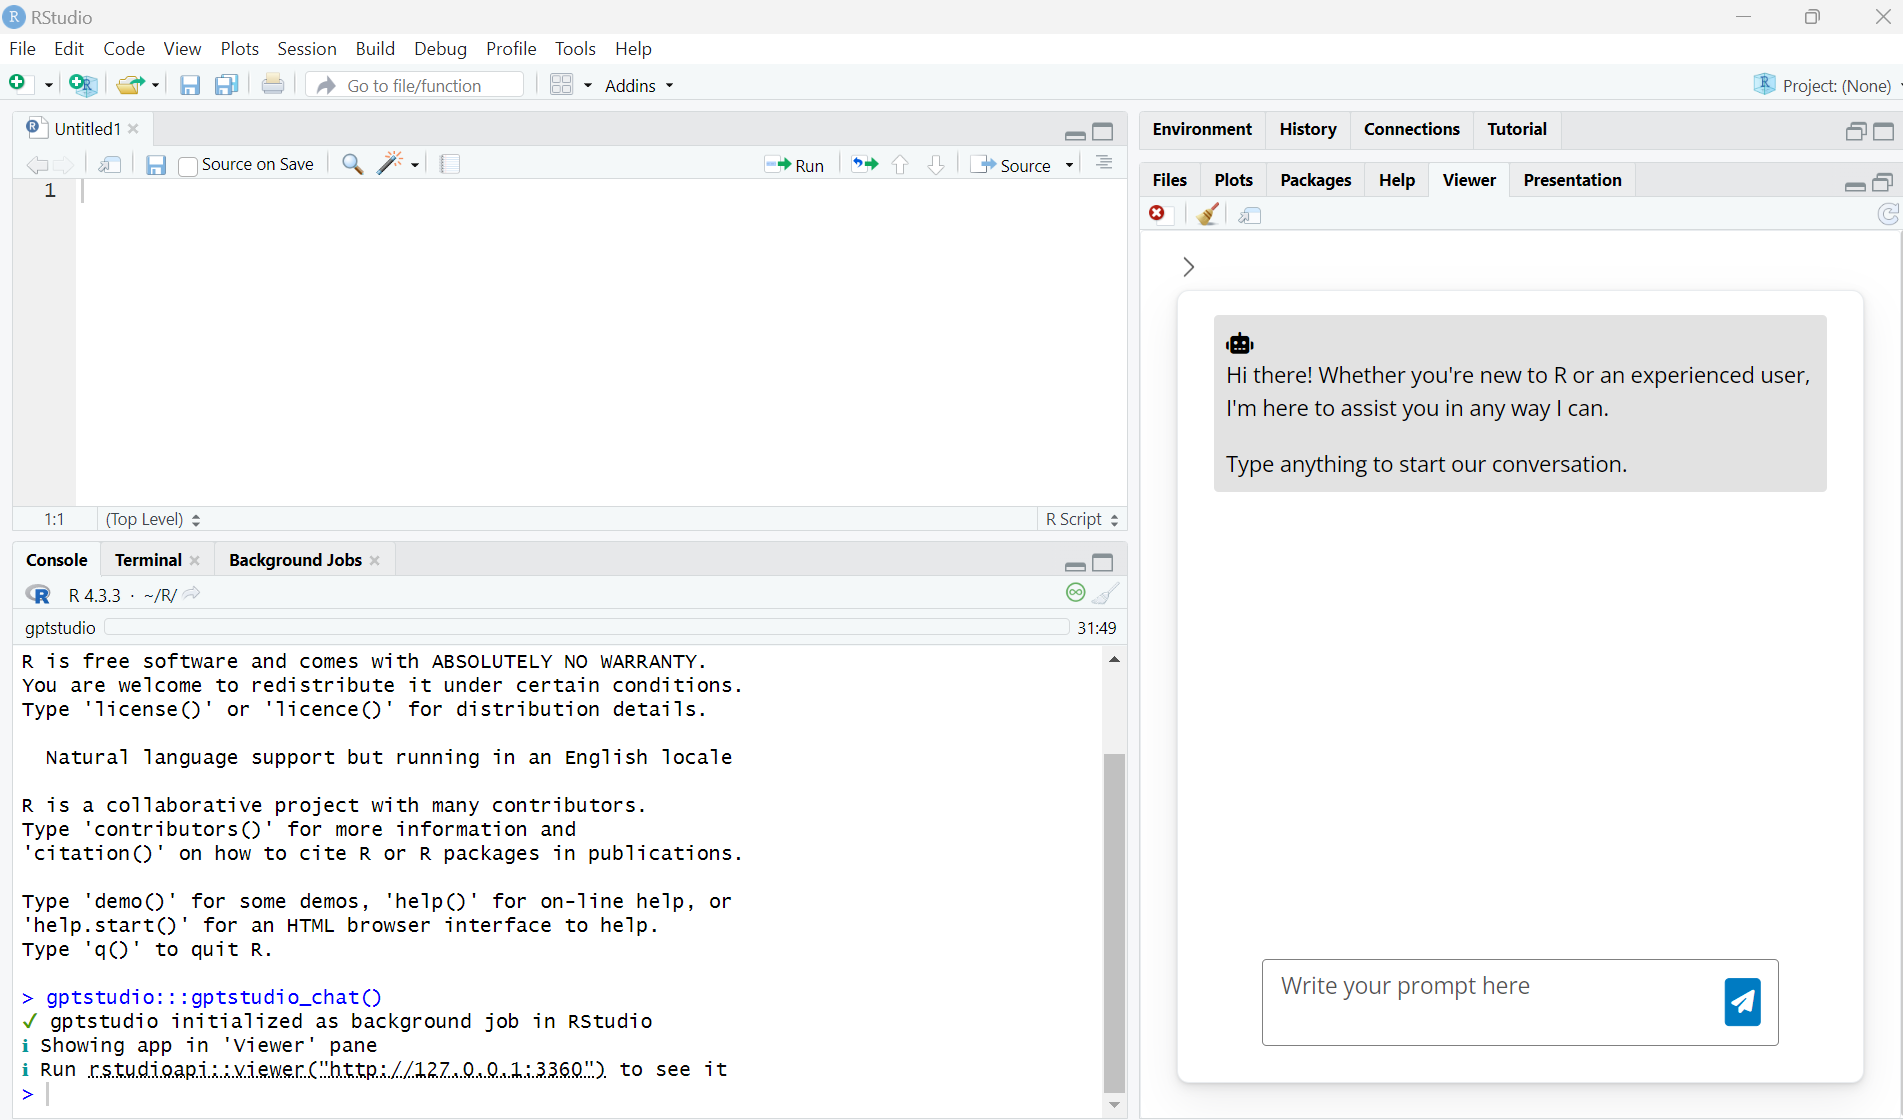 RStudio
File Edit Code View Plots Session Build Debug Profile Tools Help
Go to file/function Addins Project: (None)
Untitled1
Source on Save Run Source
1
1:1 (Top Level) R Script
Console Terminal Background Jobs
R 4.3.3 · ~/R/
gptstudio 31:49
R is free software and comes with ABSOLUTELY NO WARRANTY.
You are welcome to redistribute it under certain conditions.
Type 'license()' or 'licence()' for distribution details.
Natural language support but running in an English locale
R is a collaborative project with many contributors.
Type 'contributors()' for more information and
'citation()' on how to cite R or R packages in publications.
Type 'demo()' for some demos, 'help()' for on-line help, or
'help.start()' for an HTML browser interface to help.
Type 'q()' to quit R.
> gptstudio:::gptstudio_chat()
✓ gptstudio initialized as background job in RStudio
i Showing app in 'Viewer' pane
i Run rstudioapi::viewer("http://127.0.0.1:3360") to see it
>
Environment History Connections Tutorial
Files Plots Packages Help Viewer Presentation
Hi there! Whether you're new to R or an experienced user,
I'm here to assist you in any way I can.
Type anything to start our conversation.
Write your prompt here